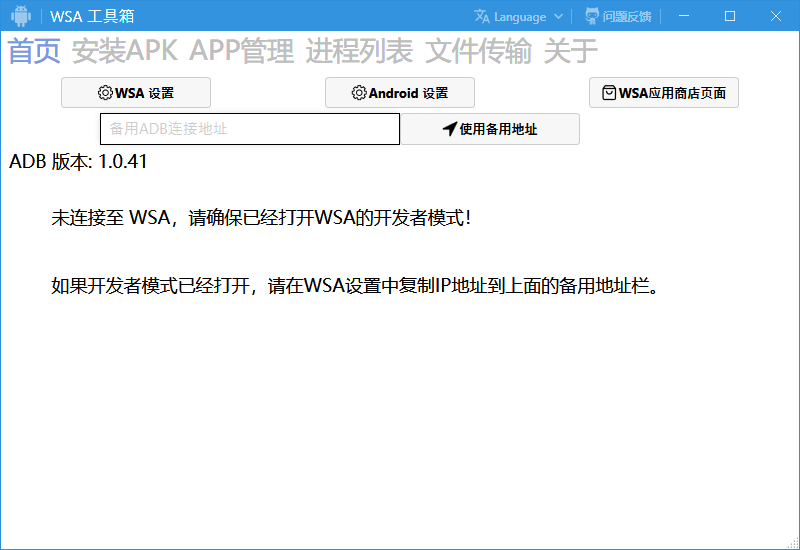 WSA 工具箱 Language 问题反馈
首页 安装APK APP管理 进程列表 文件传输 关于
WSA 设置 Android 设置 WSA应用商店页面
备用ADB连接地址 使用备用地址
ADB 版本: 1.0.41
未连接至 WSA，请确保已经打开WSA的开发者模式！
如果开发者模式已经打开，请在WSA设置中复制IP地址到上面的备用地址栏。